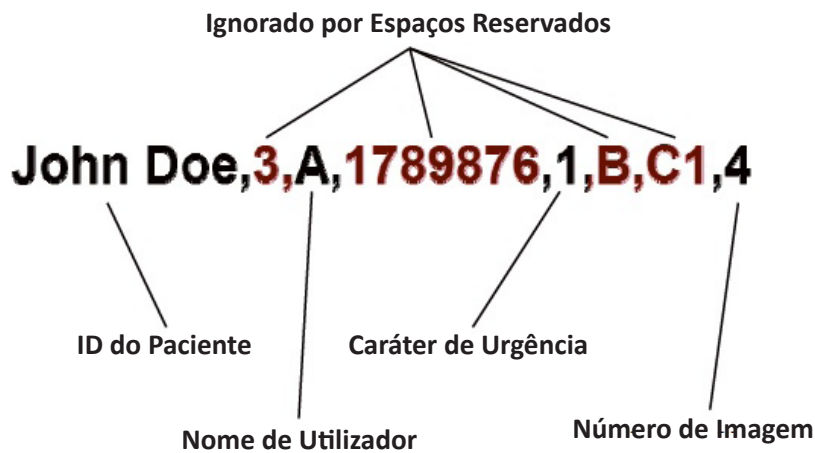 Ignorado por Espaços Reservados
John Doe,3,A,1789876,1,B,C1,4
ID do Paciente
Caráter de Urgência
Nome de Utilizador
Número de Imagem